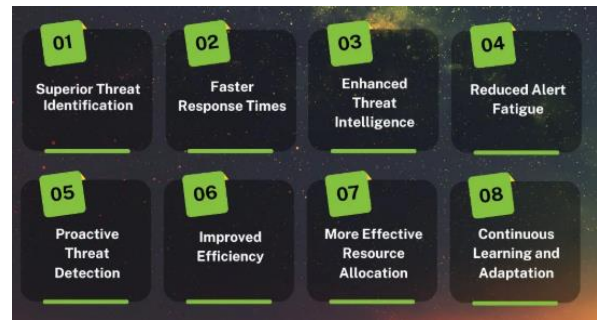 01
Superior Threat
Identification
02
Faster
Response Times
03
Enhanced
Threat
Intelligence
04
Reduced Alert
Fatigue
05
Proactive
Threat
Detection
06
Improved
Efficiency
07
More Effective
Resource
Allocation
08
Continuous
Learning and
Adaptation